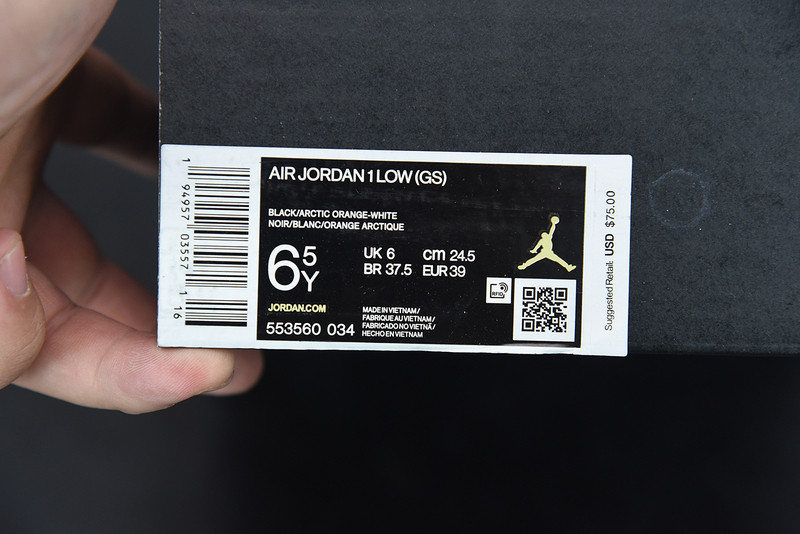 AIR JORDAN 1 LOW (GS)
BLACK/ARCTIC ORANGE-WHITE
NOIR/BLANC/ORANGE ARCTIQUE
6 5Y
UK 6 cm 24.5
BR 37.5 EUR 39
JORDAN.COM
553560 034
MADE IN VIETNAM/
FABRIQUE AU VIETNAM/
FABRICADO NO VIETNÃ/
HECHO EN VIETNAM
RFID
1 94957 03557 1 16
Suggested Retail: USD $75.00